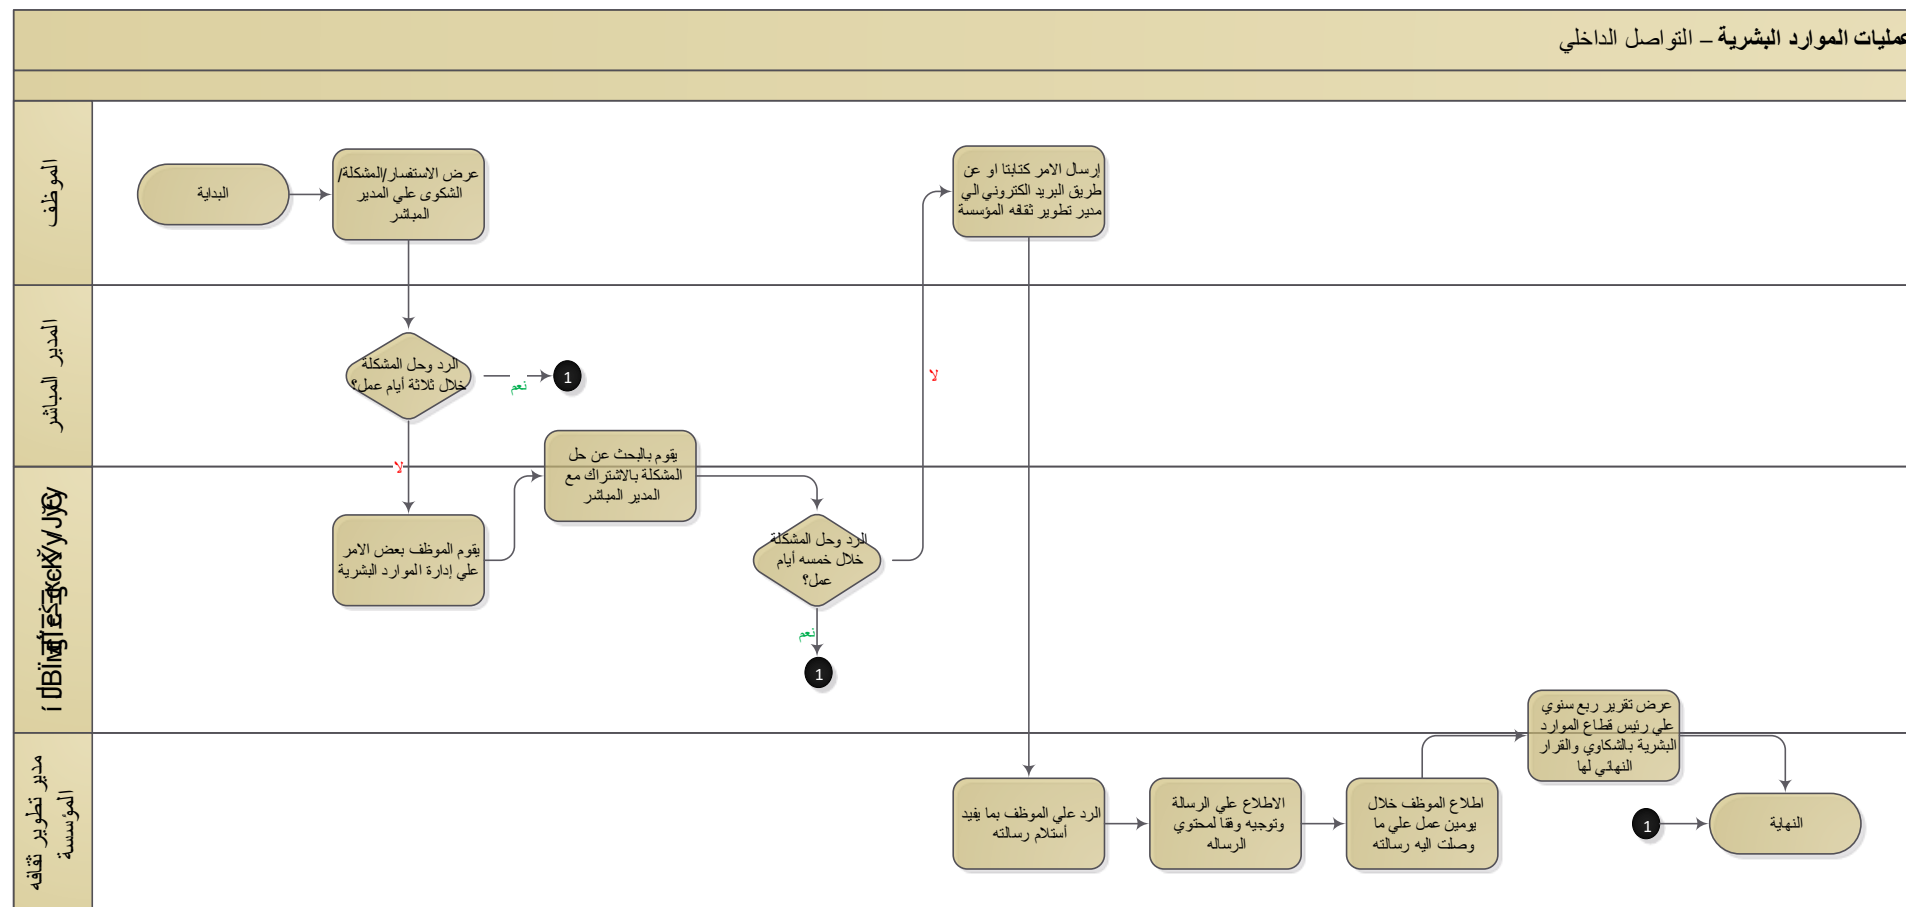 عمليات الموارد البشرية – التواصل الداخلي
الموظف
البداية
عرض الاستفسار/المشكلة/
الشكوى علي المدير
المباشر
إرسال الامر كتابتا او عن
طريق البريد الكتروني الي
مدير تطوير ثقافه المؤسسة
المدير المباشر
الرد وحل المشكلة
خلال ثلاثة أيام عمل؟
نعم
1
لا
لا
يقوم بالبحث عن حل
المشكلة بالاشتراك مع
المدير المباشر
يقوم الموظف بعض الامر
علي إدارة الموارد البشرية
الرد وحل المشكلة
خلال خمسه أيام
عمل؟
نعم
1
عرض تقرير ربع سنوي
علي رئيس قطاع الموارد
البشرية بالشكاوي والقرار
النهائي لها
مدير تطوير ثقافه
المؤسسة
الرد علي الموظف بما يفيد
أستلام رسالته
الاطلاع علي الرسالة
وتوجيه وفقا لمحتوي
الرساله
اطلاع الموظف خلال
يومين عمل علي ما
وصلت اليه رسالته
1
النهاية